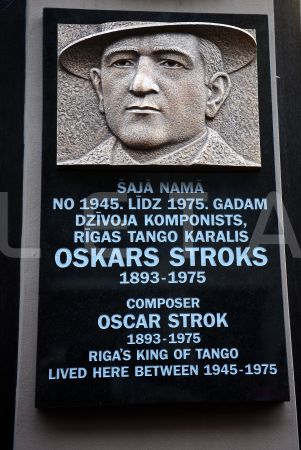 ŠAJĀ NAMĀ
NO 1945. LĪDZ 1975. GADAM
DZĪVOJA KOMPONISTS,
RĪGAS TANGO KARALIS
OSKARS STROKS
1893-1975
COMPOSER
OSCAR STROK
1893-1975
RIGA'S KING OF TANGO
LIVED HERE BETWEEN 1945-1975